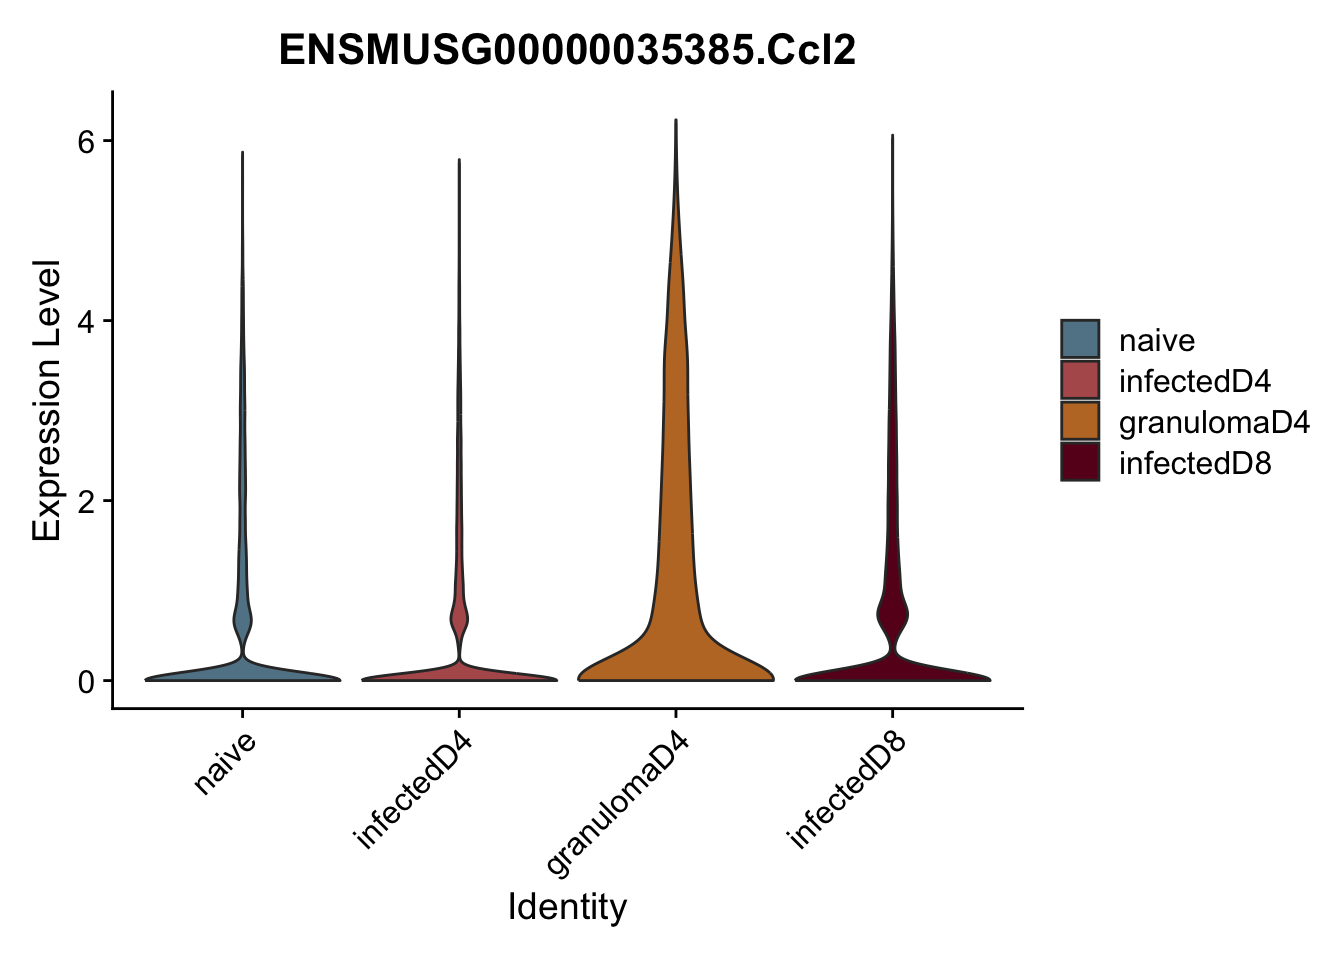 ENSMUSG00000035385.Ccl2
Expression Level
6
4
2
0
naive
infectedD4
granulomaD4
infectedD8
Identity
naive
infectedD4
granulomaD4
infectedD8